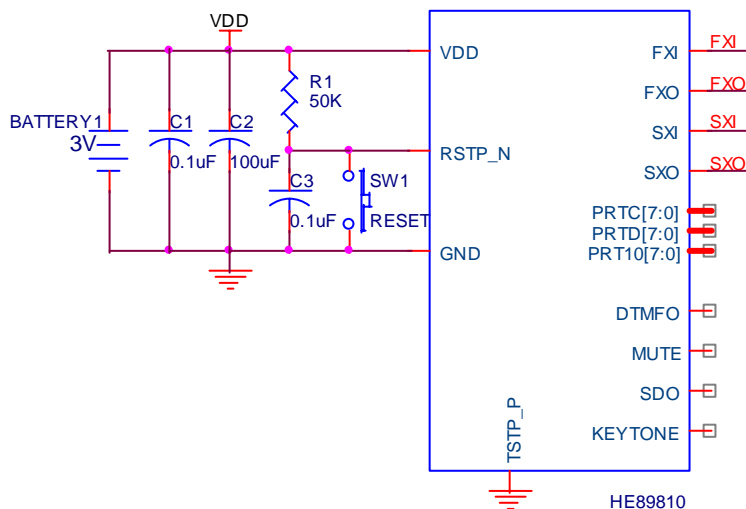 VDD
VDD
FXI
FXI
R1
50K
FXO
FXO
BATTERY1
3V
C1
0.1uF
C2
100uF
SXI
SXI
RSTP_N
SXO
SXO
C3
0.1uF
SW1
RESET
PRTC[7:0]
PRTD[7:0]
PRT10[7:0]
GND
DTMFO
MUTE
SDO
KEYTONE
TSTP_P
HE89810